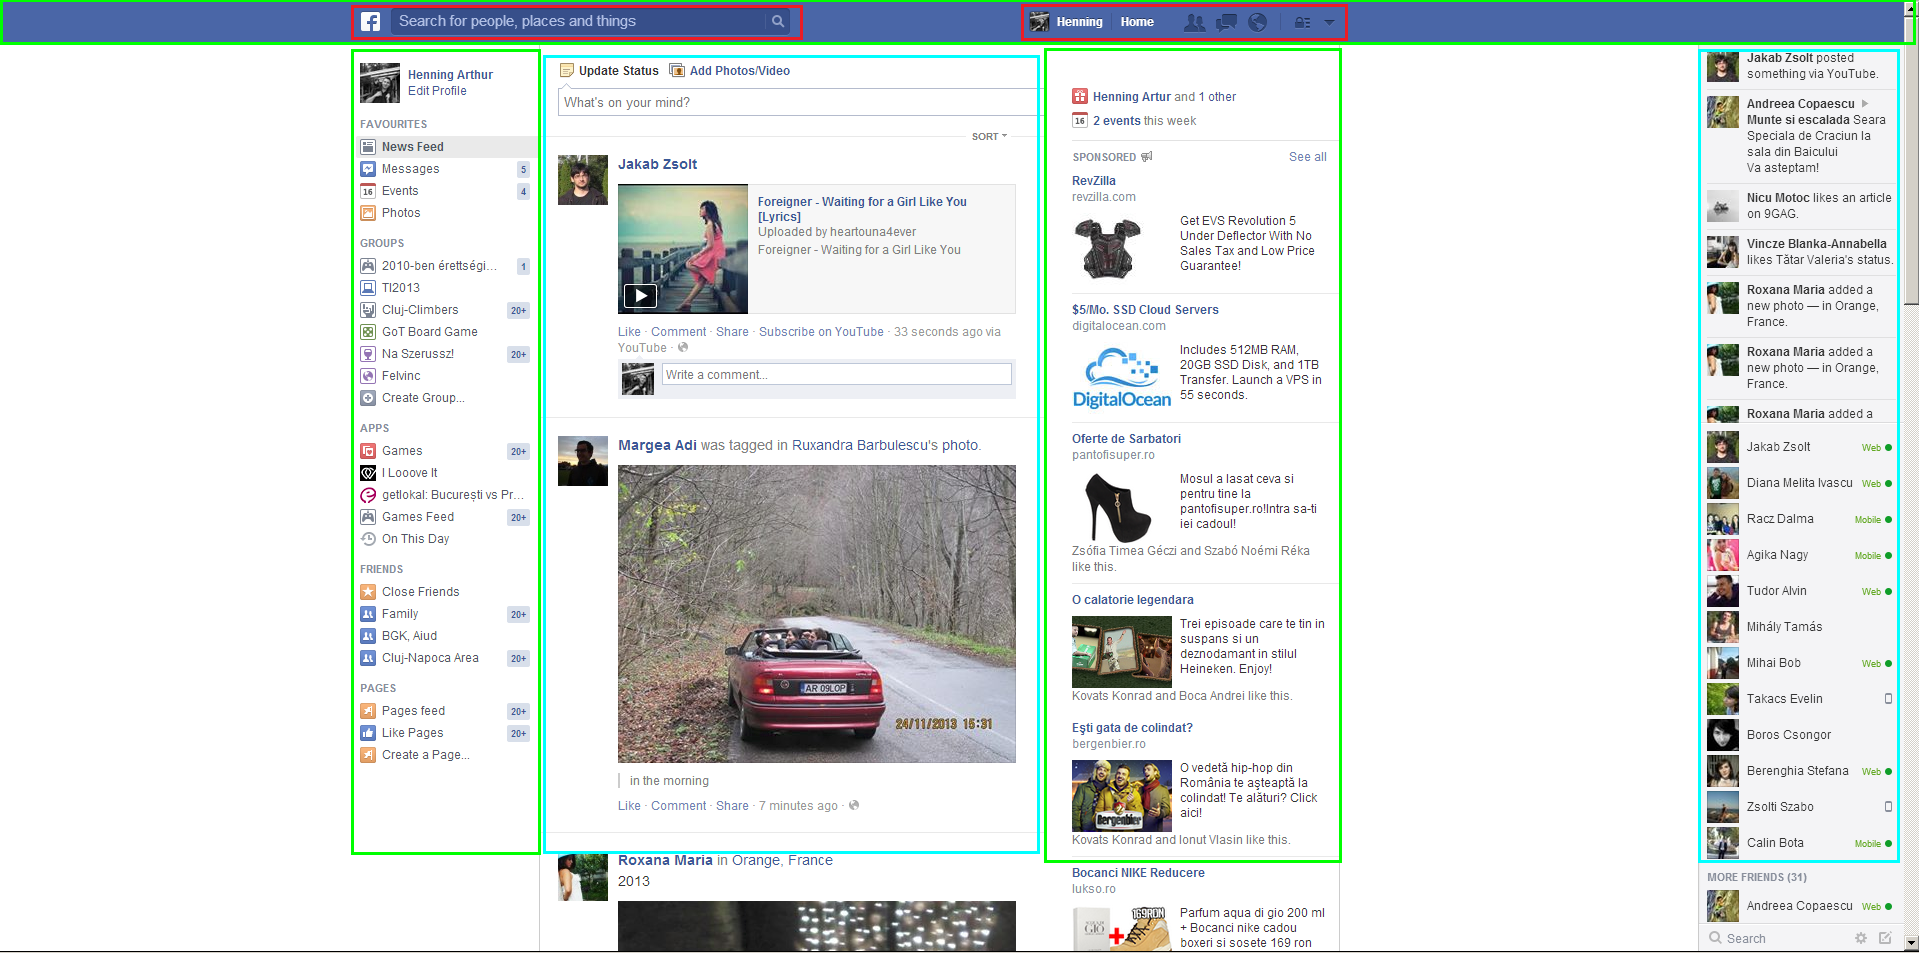 Search for people, places and things
Henning
Home
Henning Arthur
Edit Profile
FAVOURITES
News Feed
Messages 5
16 Events 4
Photos
GROUPS
2010-ben érettségi... 1
TI2013
Cluj-Climbers 20+
GoT Board Game
Na Szerussz! 20+
Felvinc
Create Group...
APPS
Games 20+
I Looove It
getlokal: București vs Pr...
Games Feed 20+
On This Day
FRIENDS
Close Friends
Family 20+
BGK, Aiud
Cluj-Napoca Area 20+
PAGES
Pages feed 20+
Like Pages 20+
Create a Page...
Update Status Add Photos/Video
What's on your mind?
SORT
Jakab Zsolt
Foreigner - Waiting for a Girl Like You
[Lyrics]
Uploaded by heartouna4ever
Foreigner - Waiting for a Girl Like You
Like · Comment · Share · Subscribe on YouTube · 33 seconds ago via
YouTube ·
Write a comment...
Margea Adi was tagged in Ruxandra Barbulescu's photo.
AR 09LOP
24/11/2013 15:31
in the morning
Like · Comment · Share · 7 minutes ago ·
Roxana Maria in Orange, France
2013
Henning Artur and 1 other
16 2 events this week
SPONSORED See all
RevZilla
revzilla.com
Get EVS Revolution 5
Under Deflector With No
Sales Tax and Low Price
Guarantee!
$5/Mo. SSD Cloud Servers
digitalocean.com
DigitalOcean
Includes 512MB RAM,
20GB SSD Disk, and 1TB
Transfer. Launch a VPS in
55 seconds.
Oferte de Sarbatori
pantofisuper.ro
Mosul a lasat ceva si
pentru tine la
pantofisuper.ro!Intra sa-ti
iei cadoul!
Zsófia Timea Géczi and Szabó Noémi Réka
like this.
O calatorie legendara
Trei episoade care te tin in
suspans si un
deznodamant in stilul
Heineken. Enjoy!
Kovats Konrad and Boca Andrei like this.
Eşti gata de colindat?
bergenbier.ro
Bergenbier
O vedetă hip-hop din
România te aşteaptă la
colindat! Te alături? Click
aici!
Kovats Konrad and Ionut Vlasin like this.
Bocanci NIKE Reducere
lukso.ro
GIO
169RON
Parfum aqua di gio 200 ml
+ Bocanci nike cadou
boxeri si sosete 169 ron
Jakab Zsolt posted
something via YouTube.
Andreea Copaescu
Munte si escalada Seara
Speciala de Craciun la
sala din Baicului
Va asteptam!
Nicu Motoc likes an article
on 9GAG.
Vincze Blanka-Annabella
likes Tătar Valeria's status.
Roxana Maria added a
new photo — in Orange,
France.
Roxana Maria added a
new photo — in Orange,
France.
Roxana Maria added a
Jakab Zsolt Web
Diana Melita Ivascu Web
Racz Dalma Mobile
Agika Nagy Mobile
Tudor Alvin Web
Mihály Tamás
Mihai Bob Web
Takacs Evelin
Boros Csongor
Berenghia Stefana Web
Zsolti Szabo
Calin Bota Mobile
MORE FRIENDS (31)
Andreea Copaescu Web
Search